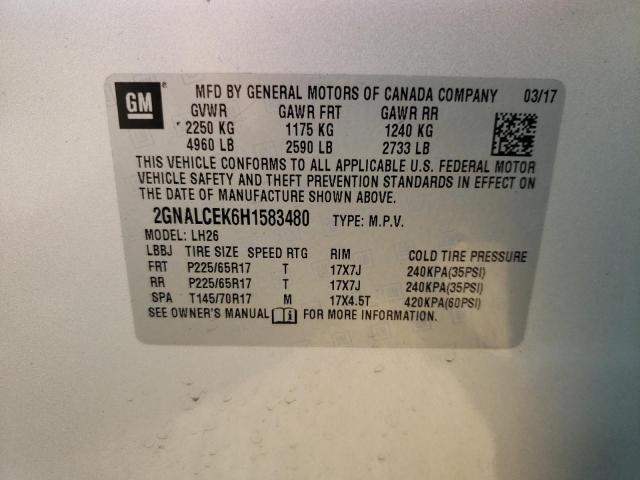 GM
MFD BY GENERAL MOTORS OF CANADA COMPANY 03/17
GVWR GAWR FRT GAWR RR
2250 KG 1175 KG 1240 KG
4960 LB 2590 LB 2733 LB
THIS VEHICLE CONFORMS TO ALL APPLICABLE U.S. FEDERAL MOTOR
VEHICLE SAFETY AND THEFT PREVENTION STANDARDS IN EFFECT ON
THE DATE OF MANUFACTURE SHOWN ABOVE.
2GNALCEK6H1583480 TYPE: M.P.V.
MODEL: LH26
LBBJ TIRE SIZE SPEED RTG RIM COLD TIRE PRESSURE
FRT P225/65R17 T 17X7J 240KPA(35PSI)
RR P225/65R17 T 17X7J 240KPA(35PSI)
SPA T145/70R17 M 17X4.5T 420KPA(60PSI)
SEE OWNER'S MANUAL FOR MORE INFORMATION.